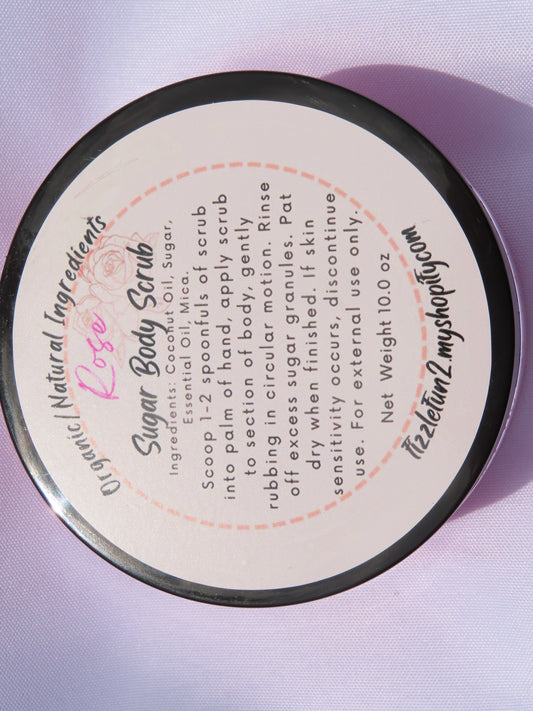 Organic/Natural Ingredients
Rose
Sugar Body Scrub
Ingredients: Coconut Oil, Sugar,
Essential Oil, Mica.
Scoop 1-2 spoonfuls of scrub
into palm of hand, apply scrub
to section of body, gently
rubbing in circular motion. Rinse
off excess sugar granules. Pat
dry when finished. If skin
sensitivity occurs, discontinue
use. For external use only.
Net Weight 10.0 oz
fizzlefun2.myshopify.com